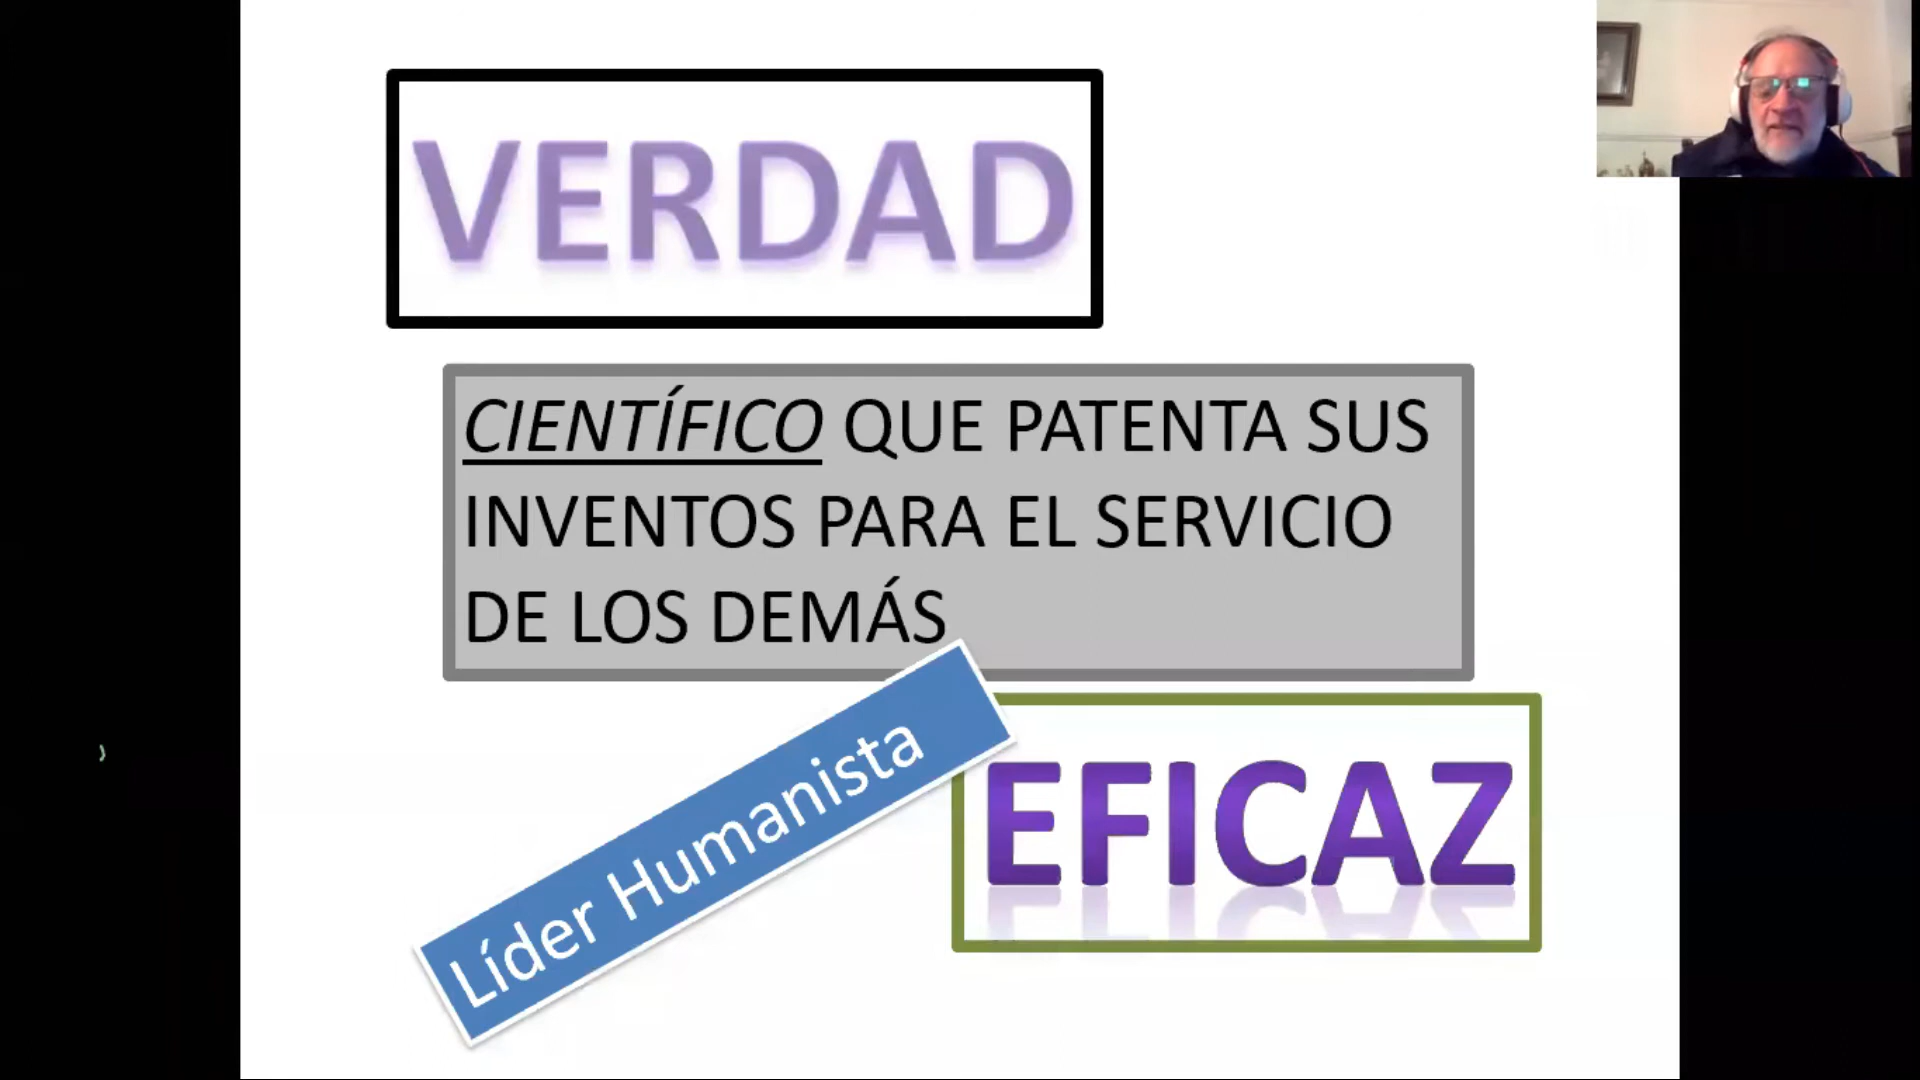 VERDAD
CIENTÍFICO QUE PATENTA SUS
INVENTOS PARA EL SERVICIO
DE LOS DEMÁS
Líder Humanista
EFICAZ